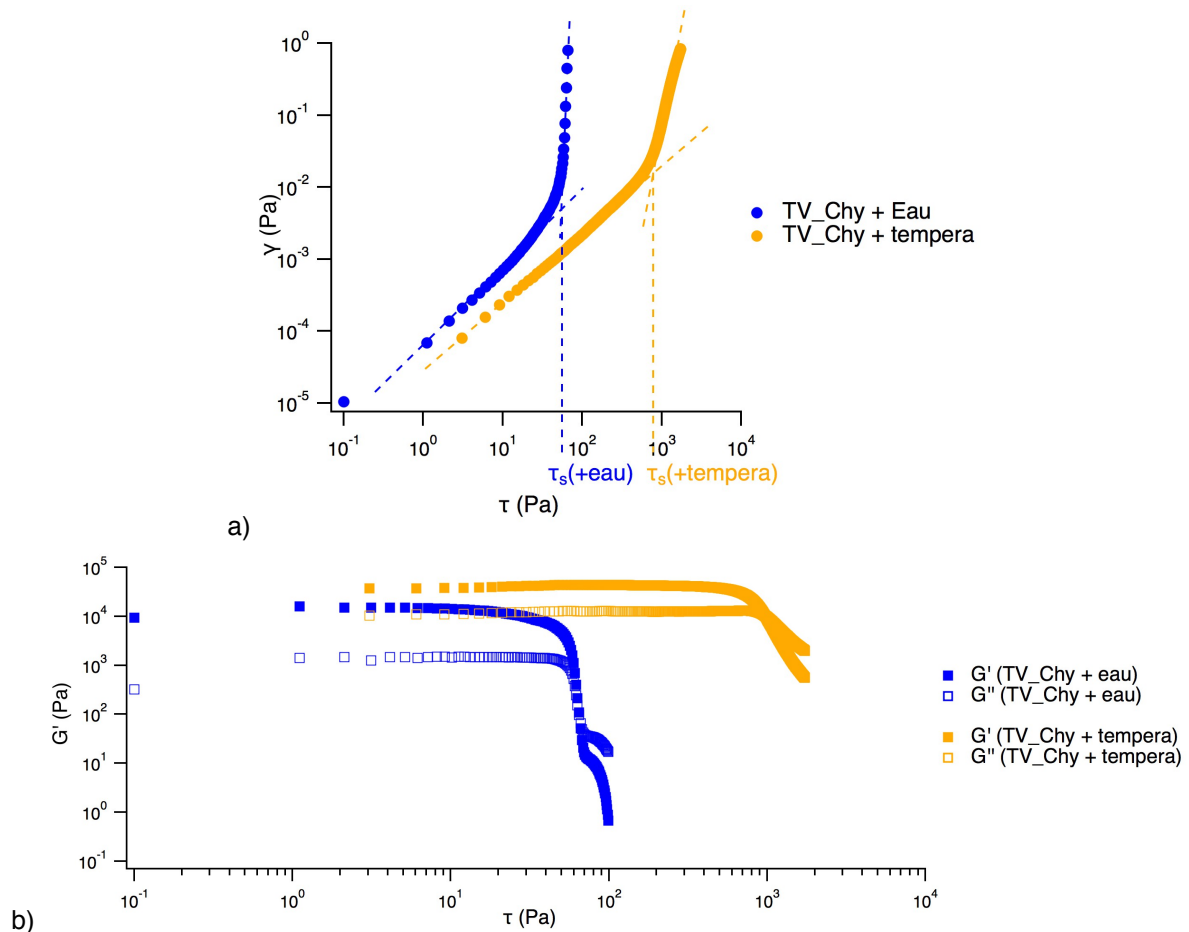 10⁰
10⁻¹
10⁻²
10⁻³
10⁻⁴
10⁻⁵
γ (Pa)
TV_Chy + Eau
TV_Chy + tempera
10⁻¹ 10⁰ 10¹ 10² 10³ 10⁴
τₛ(+eau) τₛ(+tempera)
τ (Pa)
a)
10⁵
10⁴
10³
10²
10¹
10⁰
10⁻¹
G' (Pa)
G' (TV_Chy + eau)
G'' (TV_Chy + eau)
G' (TV_Chy + tempera)
G'' (TV_Chy + tempera)
10⁻¹ 10⁰ 10¹ 10² 10³ 10⁴
τ (Pa)
b)